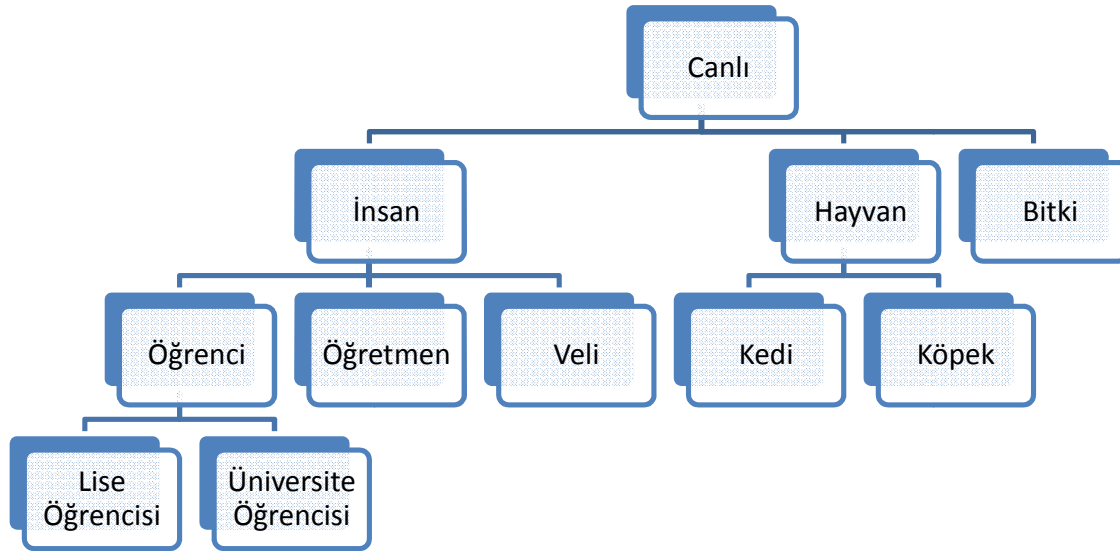 Canlı
İnsan
Hayvan
Bitki
Öğrenci
Öğretmen
Veli
Kedi
Köpek
Lise
Öğrencisi
Üniversite
Öğrencisi